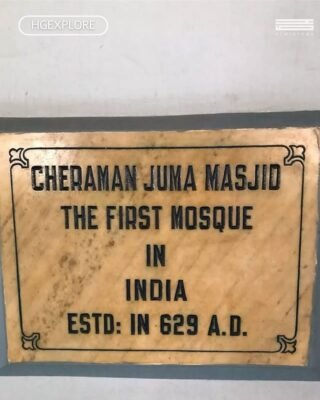 HGEXPLORE
CHERAMAN JUMA MASJID
THE FIRST MOSQUE
IN
INDIA
ESTD: IN 629 A.D.